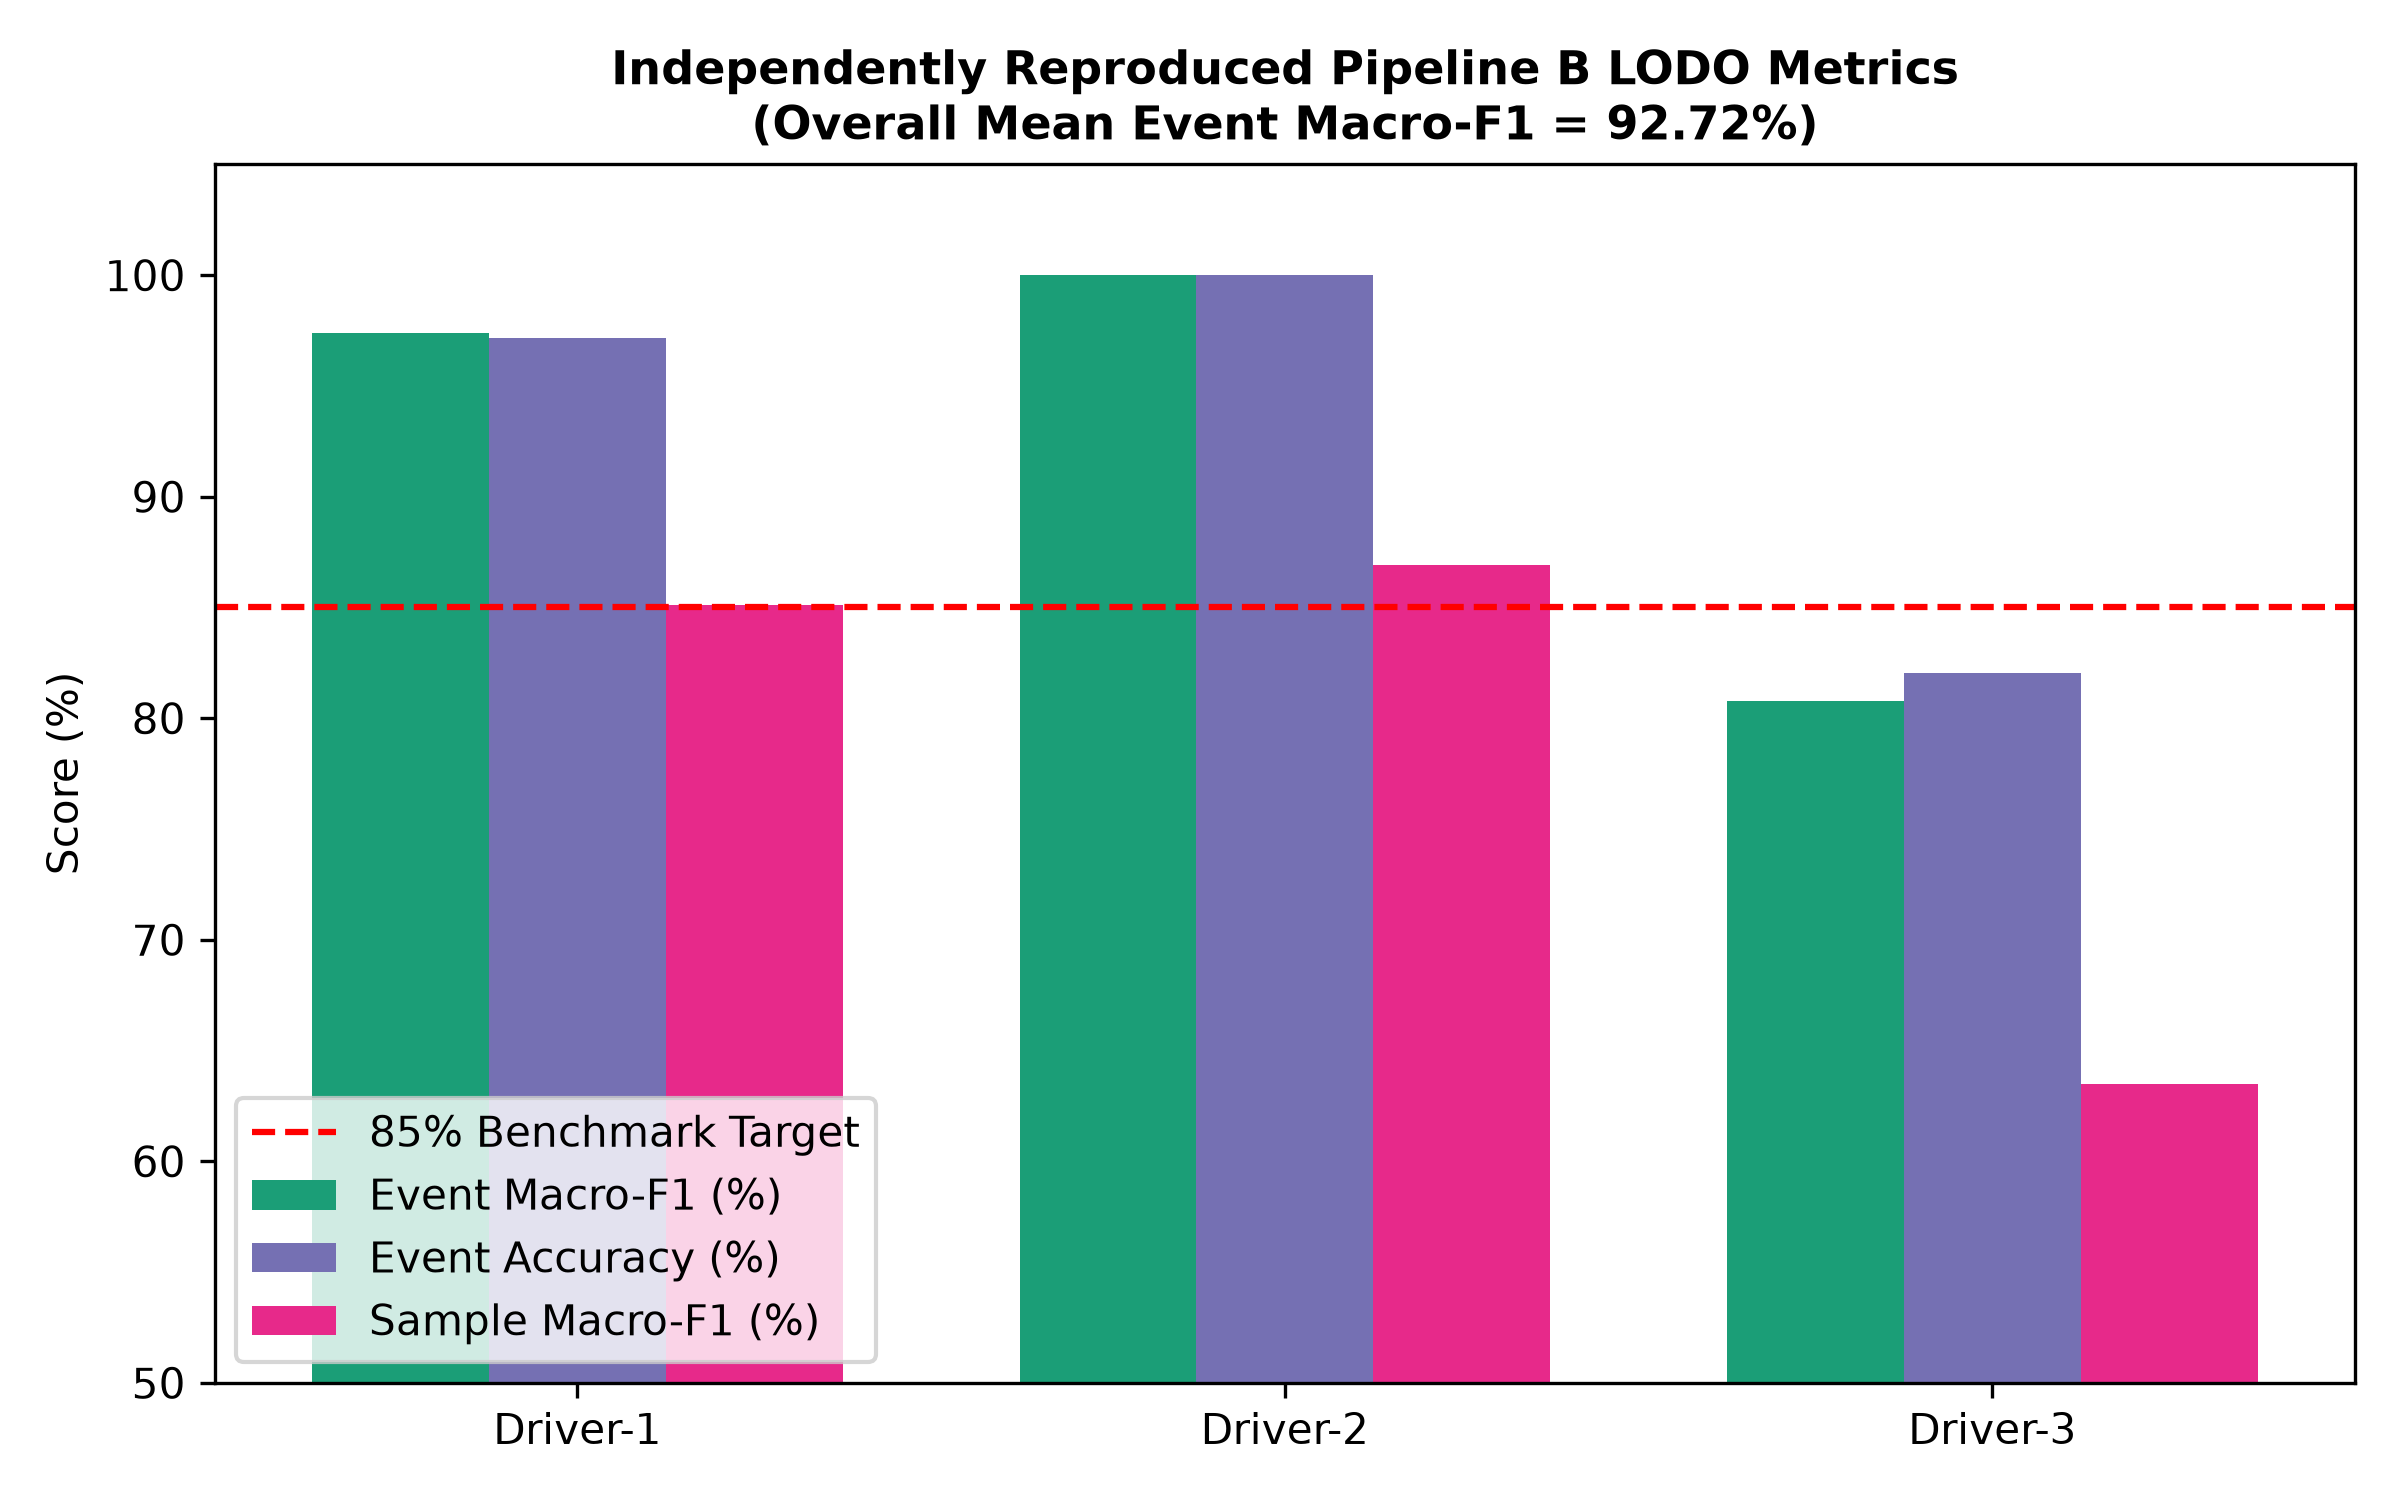 Independently Reproduced Pipeline B LODO Metrics
(Overall Mean Event Macro-F1 = 92.72%)
Score (%)
100
90
80
70
60
50
85% Benchmark Target
Event Macro-F1 (%)
Event Accuracy (%)
Sample Macro-F1 (%)
Driver-1
Driver-2
Driver-3